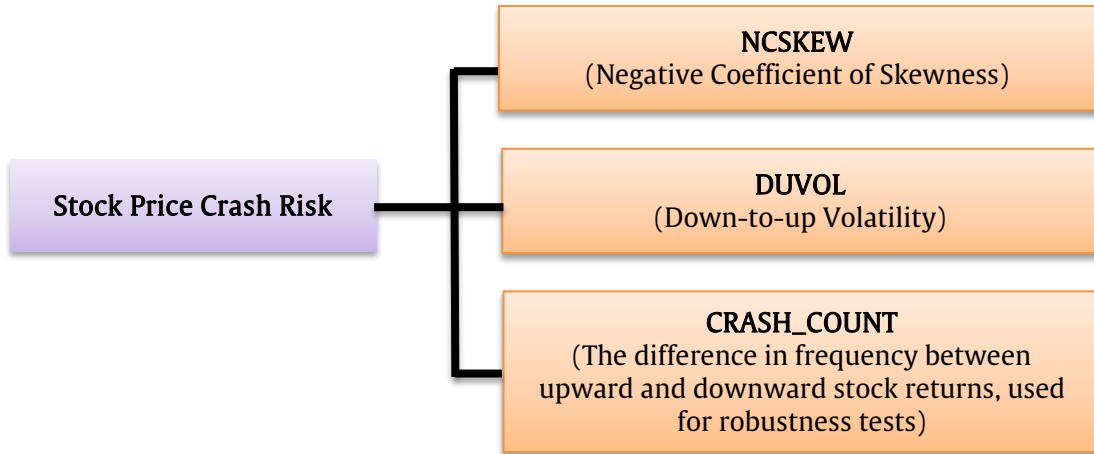 NCSKEW
(Negative Coefficient of Skewness)
Stock Price Crash Risk
DUVOL
(Down-to-up Volatility)
CRASH_COUNT
(The difference in frequency between
upward and downward stock returns, used
for robustness tests)